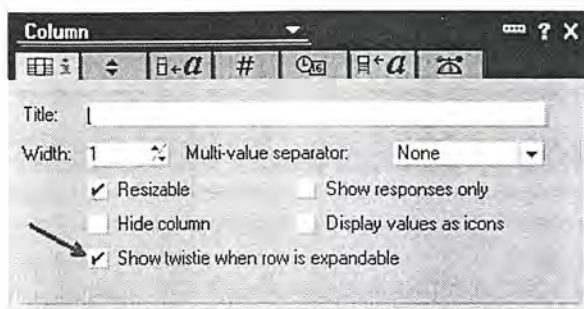 Column ? X
a # 16 a
Title:
Width: 1 Multi-value separator: None
Resizable Show responses only
Hide column Display values as icons
Show twistie when row is expandable